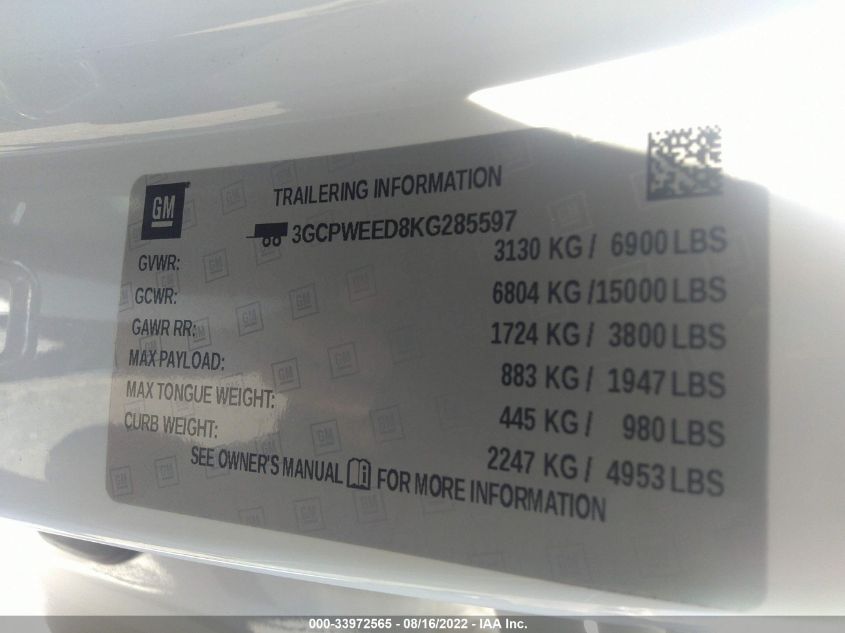 GM
TRAILERING INFORMATION
3GCPWEED8KG285597
GVWR: 3130 KG / 6900 LBS
GCWR: 6804 KG /15000 LBS
GAWR RR: 1724 KG / 3800 LBS
MAX PAYLOAD: 883 KG / 1947 LBS
MAX TONGUE WEIGHT: 445 KG / 980 LBS
CURB WEIGHT: 2247 KG / 4953 LBS
SEE OWNER'S MANUAL FOR MORE INFORMATION
000-33972565 - 08/16/2022 - IAA Inc.